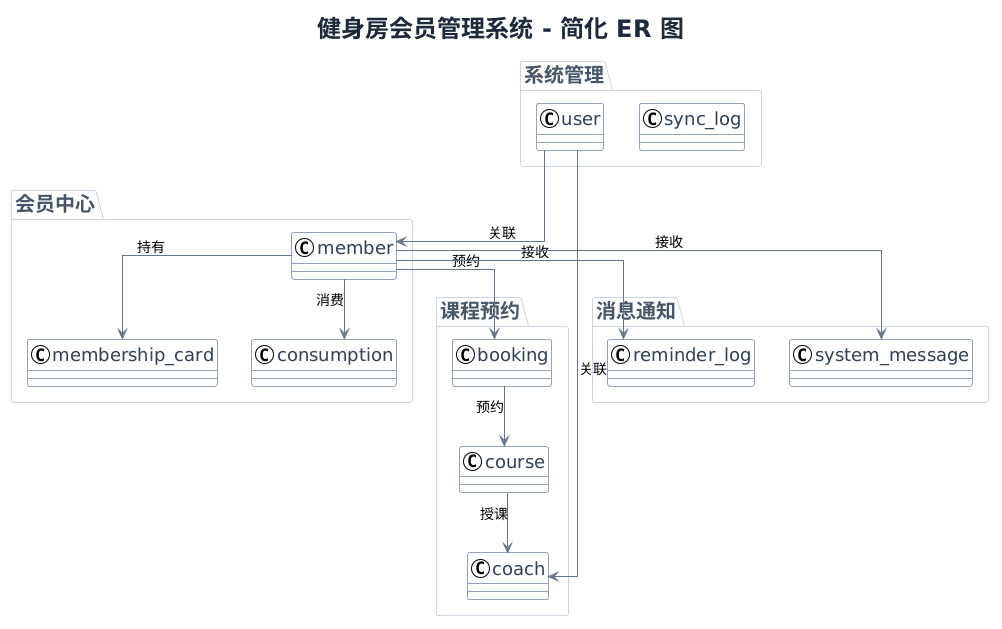 健身房会员管理系统 - 简化 ER 图
系统管理
C user
C sync_log
会员中心
关联
C member
持有
接收
接收
预约
消费
课程预约
消息通知
C membership_card
C consumption
C booking
C reminder_log
C system_message
关联
预约
C course
授课
C coach